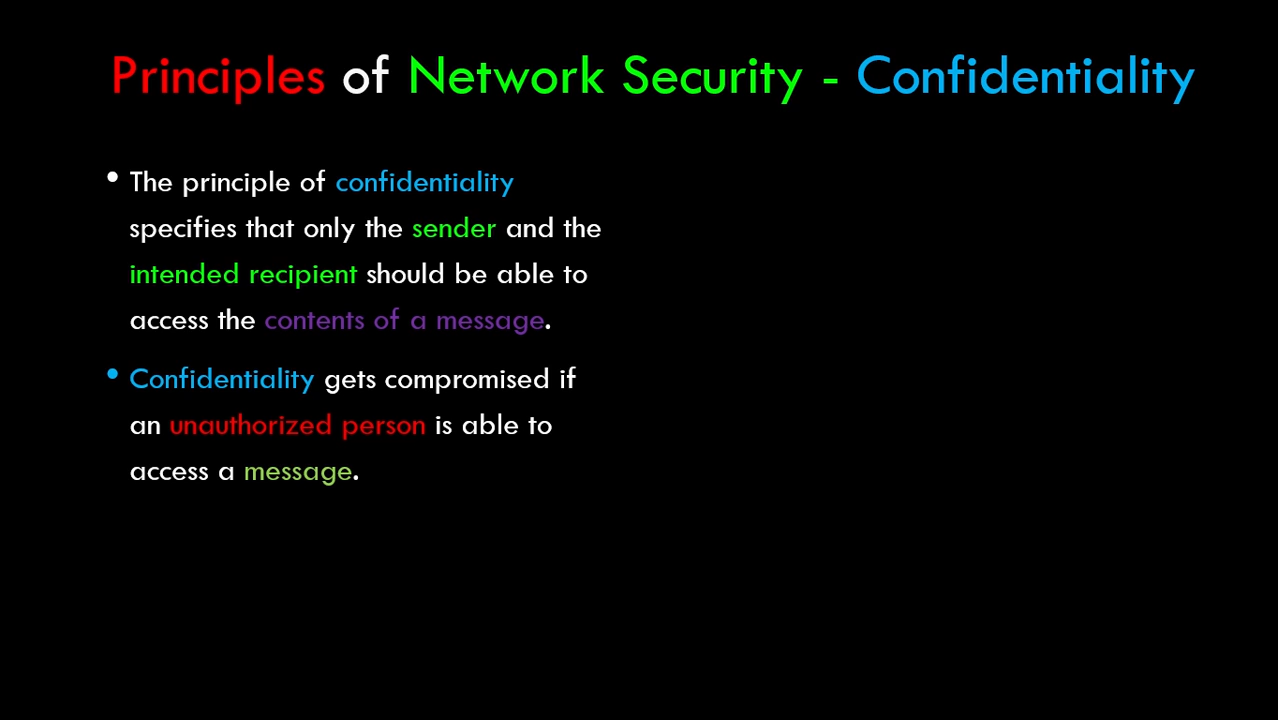 Principles of Network Security - Confidentiality
• The principle of confidentiality
specifies that only the sender and the
intended recipient should be able to
access the contents of a message.
• Confidentiality gets compromised if
an unauthorized person is able to
access a message.